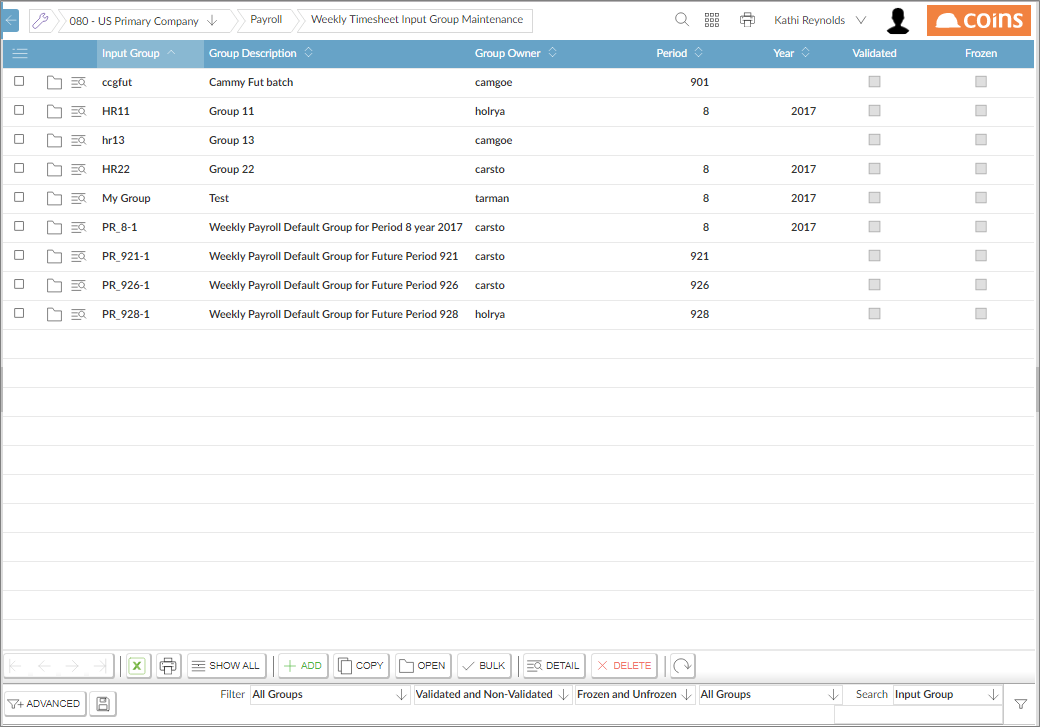 080 - US Primary Company Payroll Weekly Timesheet Input Group Maintenance Kathi Reynolds coins
Input Group Group Description Group Owner Period Year Validated Frozen
ccgfut Cammy Fut batch camgoe 901
HR11 Group 11 holrya 8 2017
hr13 Group 13 camgoe
HR22 Group 22 carsto 8 2017
My Group Test tarman 8 2017
PR_8-1 Weekly Payroll Default Group for Period 8 year 2017 carsto 8 2017
PR_921-1 Weekly Payroll Default Group for Future Period 921 carsto 921
PR_926-1 Weekly Payroll Default Group for Future Period 926 carsto 926
PR_928-1 Weekly Payroll Default Group for Future Period 928 holrya 928
X SHOW ALL ADD COPY OPEN BULK DETAIL DELETE
ADVANCED Filter All Groups Validated and Non-Validated Frozen and Unfrozen All Groups Search Input Group